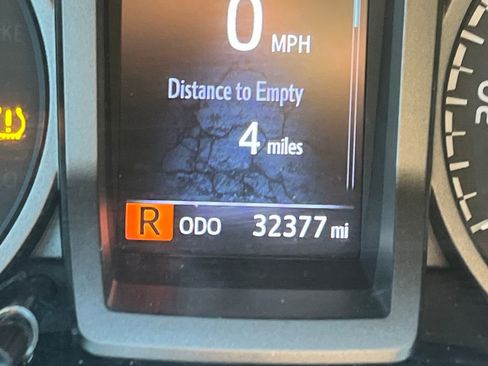 0 MPH
Distance to Empty
4 miles
R ODO 32377 mi